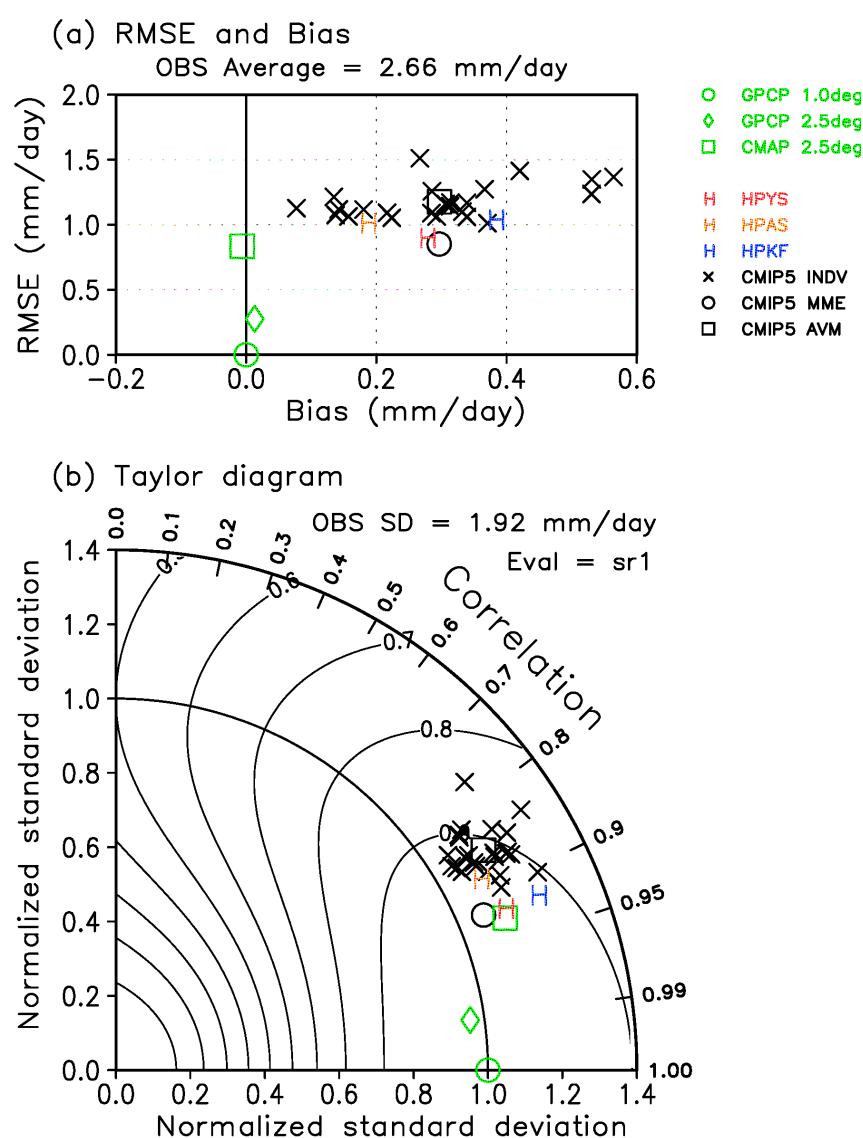 (a) RMSE and Bias
OBS Average = 2.66 mm/day
RMSE (mm/day)
2.0
1.5
1.0
0.5
0.0
−0.2 0.0 0.2 0.4 0.6
Bias (mm/day)
GPCP 1.0deg
GPCP 2.5deg
CMAP 2.5deg
H HPYS
H HPAS
H HPKF
CMIP5 INDV
CMIP5 MME
CMIP5 AVM
H H H
(b) Taylor diagram
OBS SD = 1.92 mm/day
Eval = sr1
Correlation
0.0 0.1 0.2 0.3 0.4 0.5 0.6 0.7 0.8 0.9 0.95 0.99 1.00
Normalized standard deviation
1.4
1.2
1.0
0.8
0.6
0.4
0.2
0.0
0.6
0.7
0.8
H H H
0.0 0.2 0.4 0.6 0.8 1.0 1.2 1.4
Normalized standard deviation